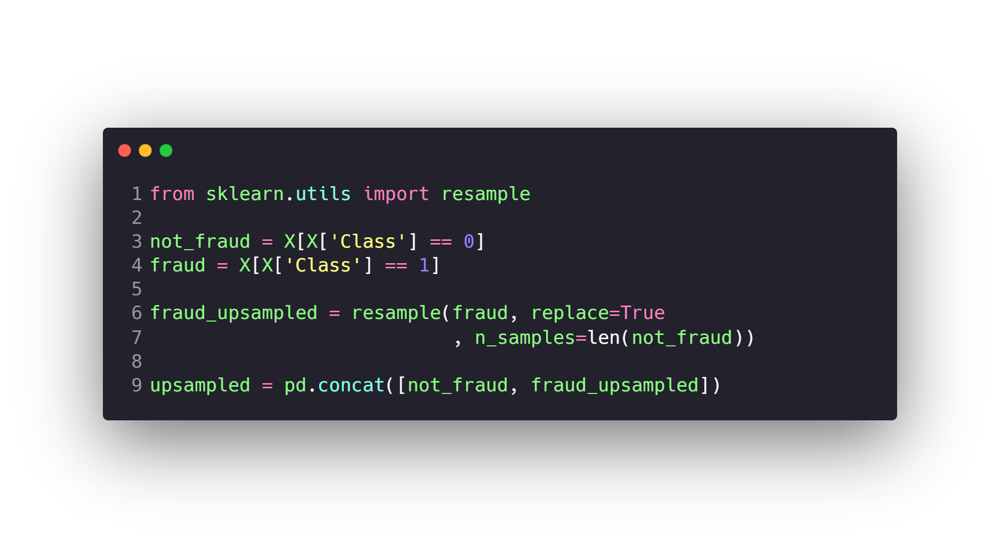 1 from sklearn.utils import resample
2
3 not_fraud = X[X['Class'] == 0]
4 fraud = X[X['Class'] == 1]
5
6 fraud_upsampled = resample(fraud, replace=True
7                            , n_samples=len(not_fraud))
8
9 upsampled = pd.concat([not_fraud, fraud_upsampled])